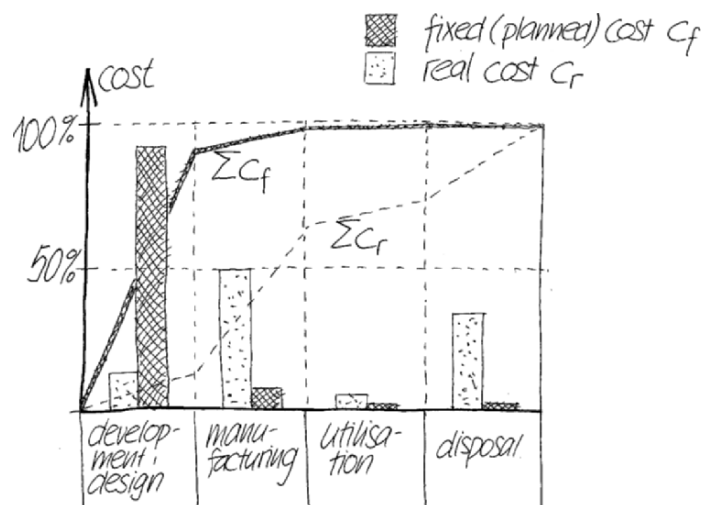 fixed (planned) cost Cf
real cost Cr
cost
100%
ΣCf
50%
ΣCr
develop-
ment,
design
manu-
facturing
utilisa-
tion
disposal